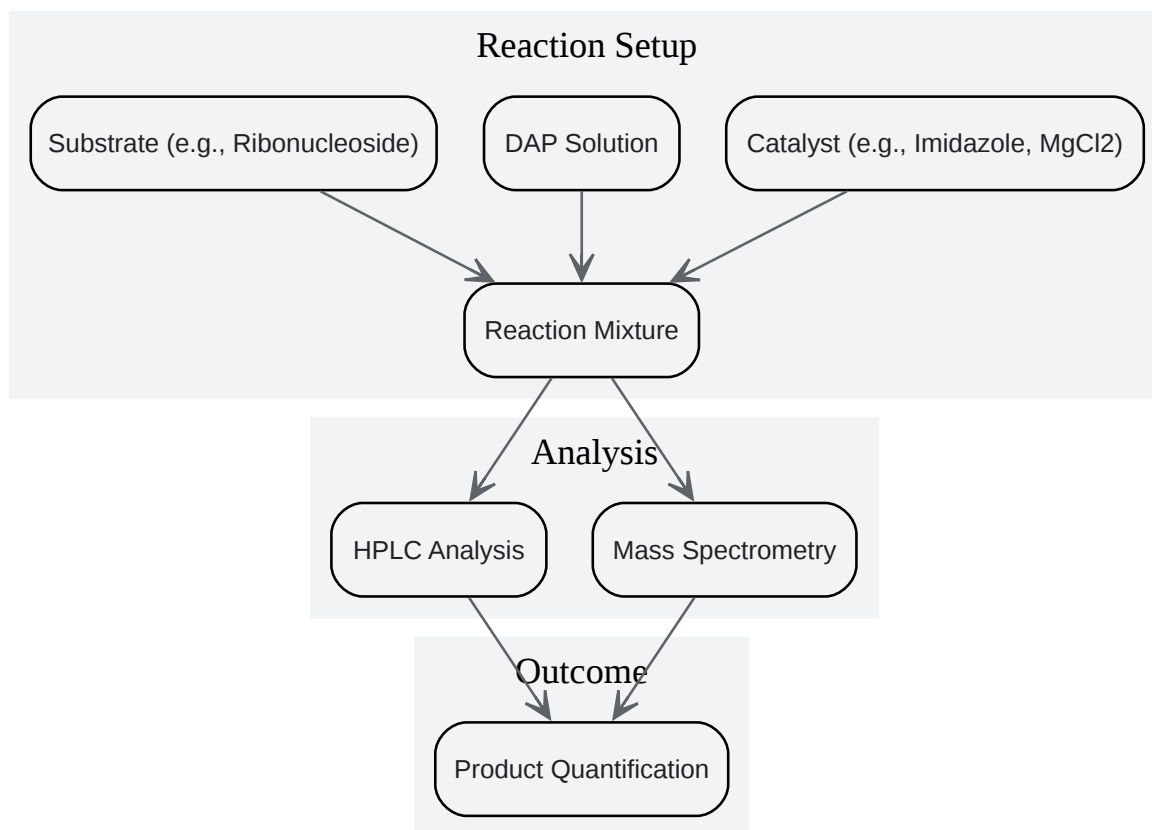 Reaction Setup
Substrate (e.g., Ribonucleoside)
DAP Solution
Catalyst (e.g., Imidazole, MgCl2)
Reaction Mixture
Analysis
HPLC Analysis
Mass Spectrometry
Outcome
Product Quantification